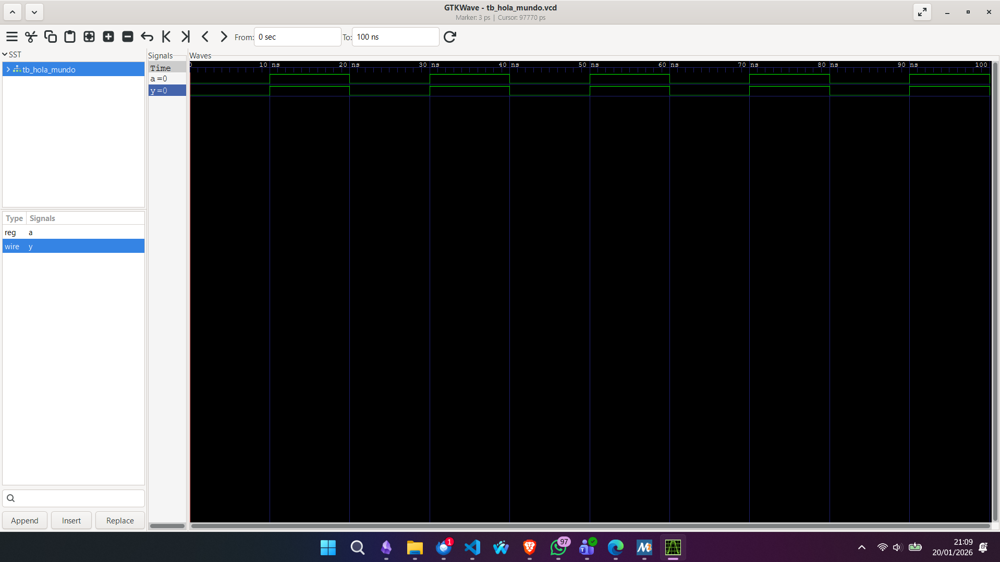 GTKWave - tb_hola_mundo.vcd
Marker: 3 ps | Cursor: 97770 ps
From: 0 sec To: 100 ns
SST
tb_hola_mundo
Type Signals
reg a
wire y
Append Insert Replace
Signals
Time
a=0
y=0
Waves
0 10 ns 20 ns 30 ns 40 ns 50 ns 60 ns 70 ns 80 ns 90 ns 100
1
97
21:09
20/01/2026